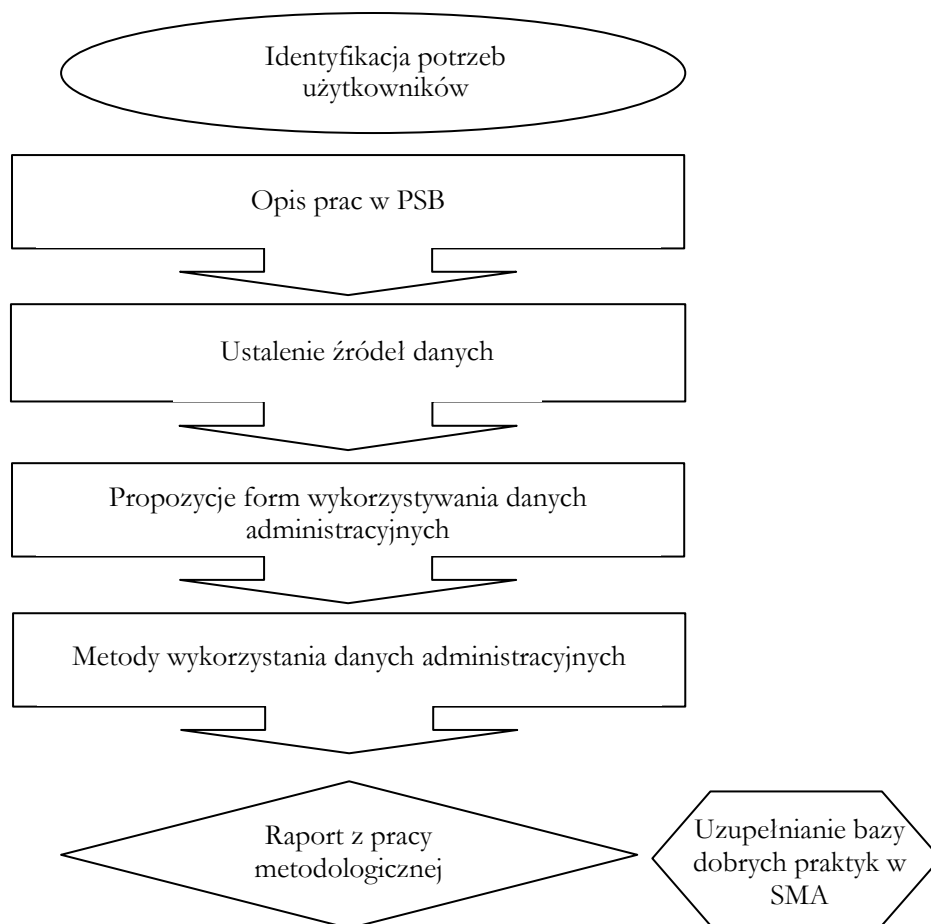 Identyfikacja potrzeb
użytkowników
Opis prac w PSB
Ustalenie źródeł danych
Propozycje form wykorzystywania danych
administracyjnych
Metody wykorzystania danych administracyjnych
Raport z pracy
metodologicznej
Uzupełnianie bazy
dobrych praktyk w
SMA